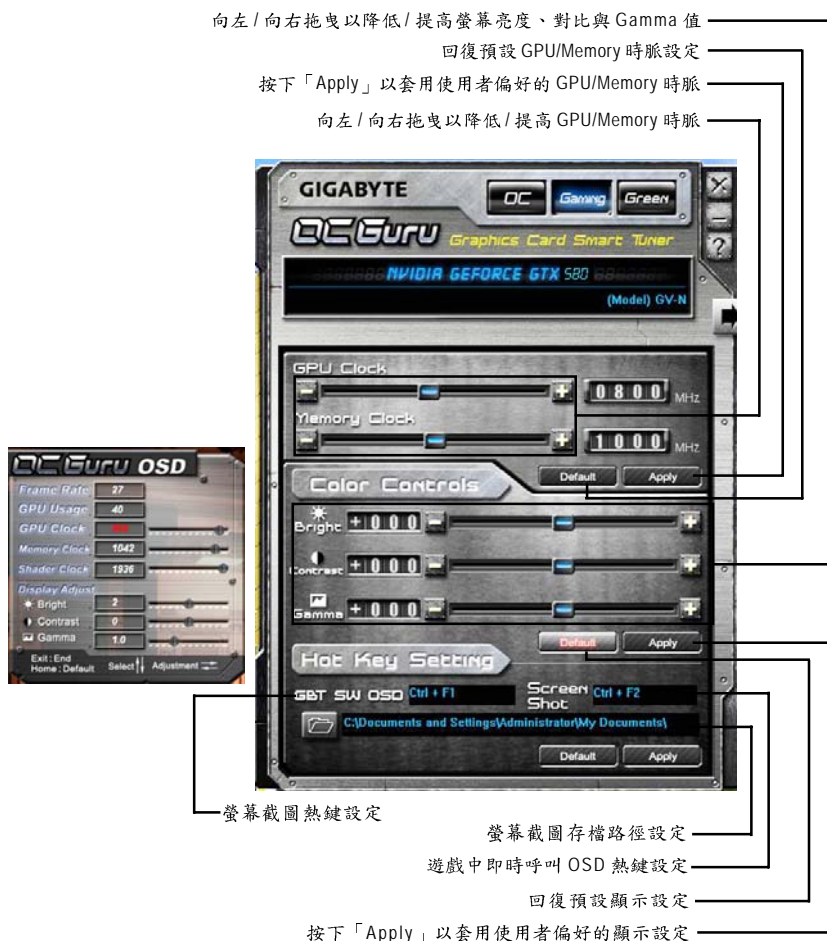 向左/向右拖曳以降低/提高螢幕亮度、對比與 Gamma 值
回復預設 GPU/Memory 時脈設定
按下「Apply」以套用使用者偏好的 GPU/Memory 時脈
向左/向右拖曳以降低/提高 GPU/Memory 時脈
GIGABYTE
OC Gaming Green
OC Guru Graphics Card Smart Tuner
NVIDIA GEFORCE GTX 580
(Model) GV-N
GPU Clock
0800 MHz
Memory Clock
1000 MHz
Default Apply
Color Controls
Bright +000
Contrast +000
Gamma +000
Default Apply
Hot Key Setting
GBT SW OSD Ctrl + F1 Screen Shot Ctrl + F2
C:\Documents and Settings\Administrator\My Documents\
Default Apply
OC Guru OSD
Frame Rate 27
GPU Usage 40
GPU Clock
Memory Clock 1042
Shader Clock 1936
Display Adjust
Bright 2
Contrast 0
Gamma 1.0
Exit : End
Home : Default Select Adjustment
螢幕截圖熱鍵設定
螢幕截圖存檔路徑設定
遊戲中即時呼叫 OSD 熱鍵設定
回復預設顯示設定
按下「Apply」以套用使用者偏好的顯示設定